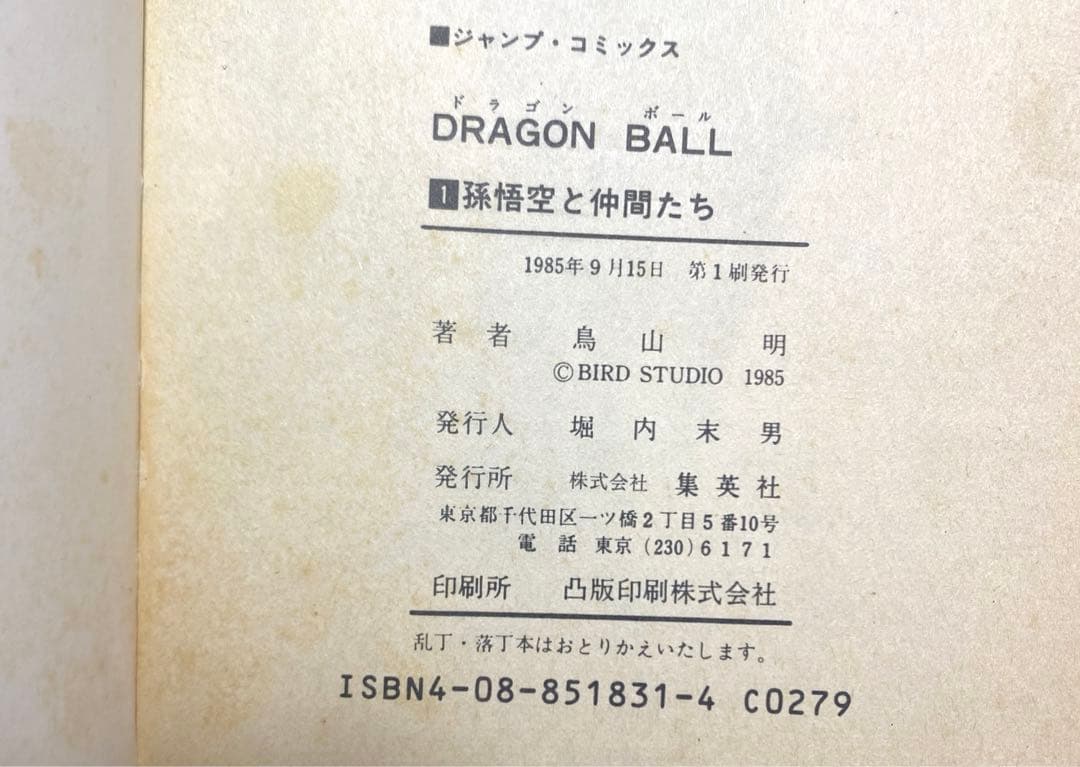 ■ジャンプ・コミックス
ドラゴン ボール
DRAGON BALL
1孫悟空と仲間たち
1985年9月15日 第1刷発行
著者 鳥山明
©BIRD STUDIO 1985
発行人 堀内末男
発行所 株式会社 集英社
東京都千代田区一ツ橋2丁目5番10号
電話 東京(230)6171
印刷所 凸版印刷株式会社
乱丁・落丁本はおとりかえいたします。
ISBN4-08-851831-4 C0279